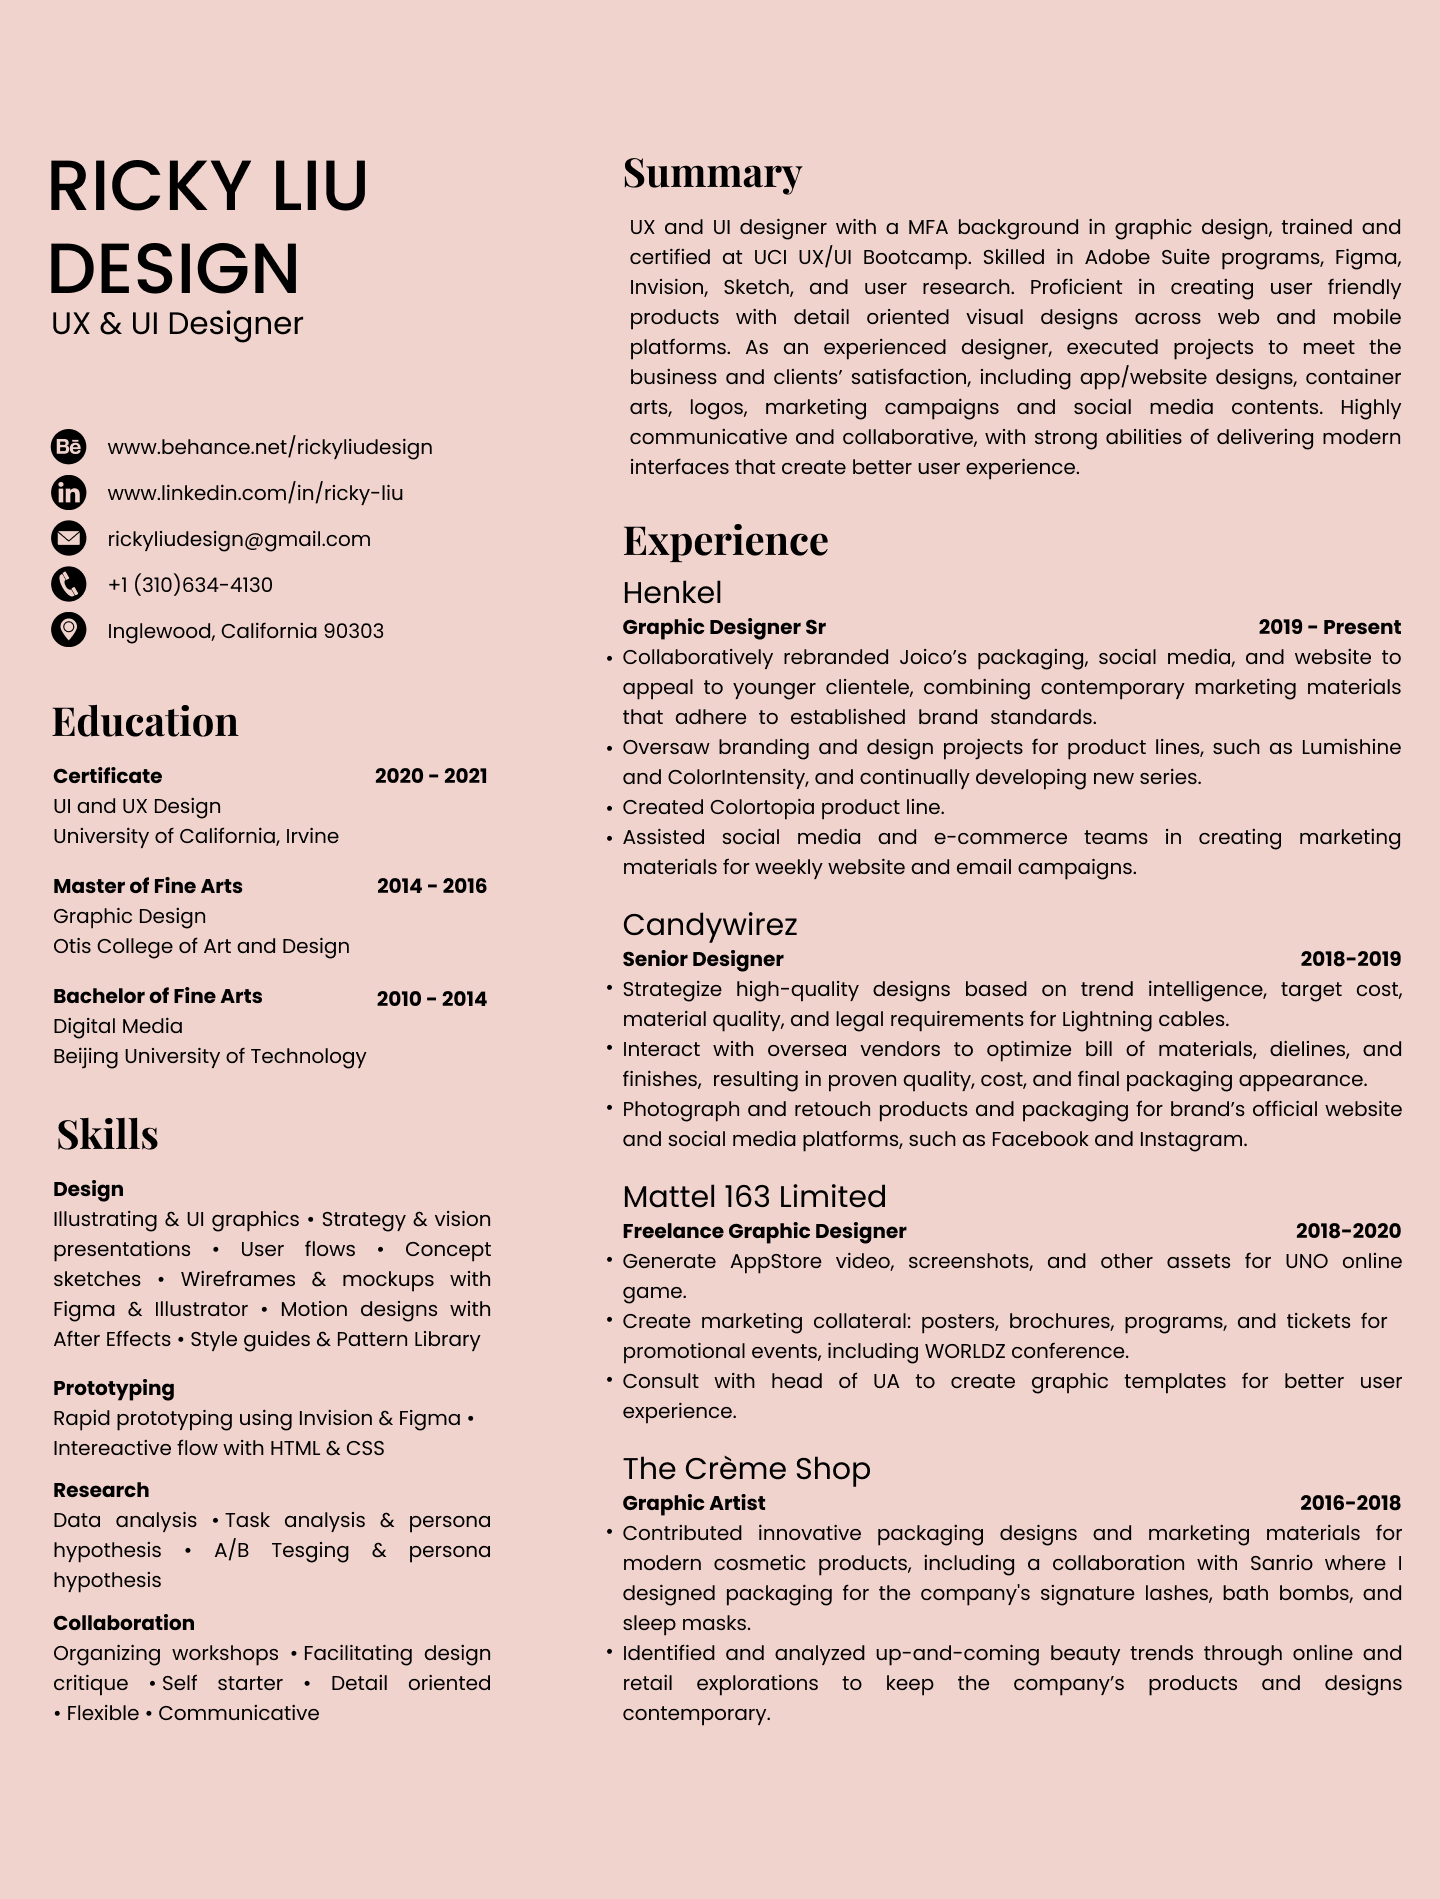 RICKY LIU
DESIGN
UX & UI Designer
Bē www.behance.net/rickyliudesign
in www.linkedin.com/in/ricky-liu
rickyliudesign@gmail.com
+1 (310)634-4130
Inglewood, California 90303
Education
Certificate 2020 - 2021
UI and UX Design
University of California, Irvine
Master of Fine Arts 2014 - 2016
Graphic Design
Otis College of Art and Design
Bachelor of Fine Arts 2010 - 2014
Digital Media
Beijing University of Technology
Skills
Design
Illustrating & UI graphics • Strategy & vision
presentations • User flows • Concept
sketches • Wireframes & mockups with
Figma & Illustrator • Motion designs with
After Effects • Style guides & Pattern Library
Prototyping
Rapid prototyping using Invision & Figma •
Intereactive flow with HTML & CSS
Research
Data analysis • Task analysis & persona
hypothesis • A/B Tesging & persona
hypothesis
Collaboration
Organizing workshops • Facilitating design
critique • Self starter • Detail oriented
• Flexible • Communicative
Summary
UX and UI designer with a MFA background in graphic design, trained and
certified at UCI UX/UI Bootcamp. Skilled in Adobe Suite programs, Figma,
Invision, Sketch, and user research. Proficient in creating user friendly
products with detail oriented visual designs across web and mobile
platforms. As an experienced designer, executed projects to meet the
business and clients’ satisfaction, including app/website designs, container
arts, logos, marketing campaigns and social media contents. Highly
communicative and collaborative, with strong abilities of delivering modern
interfaces that create better user experience.
Experience
Henkel
Graphic Designer Sr 2019 - Present
• Collaboratively rebranded Joico’s packaging, social media, and website to
appeal to younger clientele, combining contemporary marketing materials
that adhere to established brand standards.
• Oversaw branding and design projects for product lines, such as Lumishine
and ColorIntensity, and continually developing new series.
• Created Colortopia product line.
• Assisted social media and e-commerce teams in creating marketing
materials for weekly website and email campaigns.
Candywirez
Senior Designer 2018-2019
• Strategize high-quality designs based on trend intelligence, target cost,
material quality, and legal requirements for Lightning cables.
• Interact with oversea vendors to optimize bill of materials, dielines, and
finishes, resulting in proven quality, cost, and final packaging appearance.
• Photograph and retouch products and packaging for brand’s official website
and social media platforms, such as Facebook and Instagram.
Mattel 163 Limited
Freelance Graphic Designer 2018-2020
• Generate AppStore video, screenshots, and other assets for UNO online
game.
• Create marketing collateral: posters, brochures, programs, and tickets for
promotional events, including WORLDZ conference.
• Consult with head of UA to create graphic templates for better user
experience.
The Crème Shop
Graphic Artist 2016-2018
• Contributed innovative packaging designs and marketing materials for
modern cosmetic products, including a collaboration with Sanrio where I
designed packaging for the company's signature lashes, bath bombs, and
sleep masks.
• Identified and analyzed up-and-coming beauty trends through online and
retail explorations to keep the company’s products and designs
contemporary.